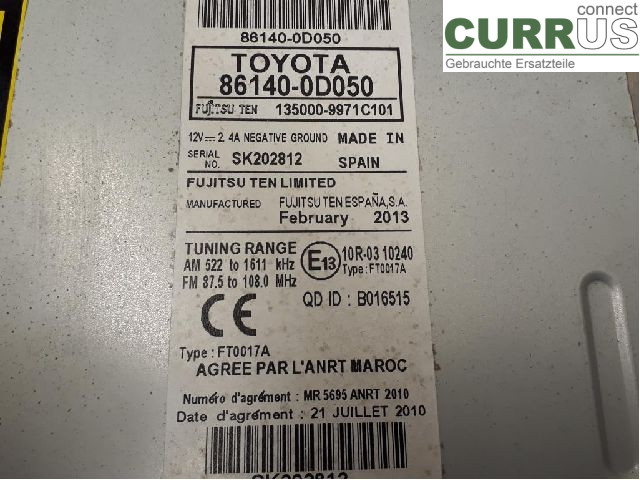 connect
CURRUS
Gebrauchte Ersatzteile
86140-0D050
TOYOTA
86140-0D050
FUJITSU TEN 135000-9971C101
12V⎓2.4A NEGATIVE GROUND MADE IN
SERIAL NO. SK202812 SPAIN
FUJITSU TEN LIMITED
MANUFACTURED FUJITSU TEN ESPAÑA,S.A.
February 2013
TUNING RANGE
AM 522 to 1611 kHz
FM 87.5 to 108.0 MHz
E13 10R-03 10240
Type:FT0017A
QD ID : B016515
CE
Type : FT0017A
AGREE PAR L'ANRT MAROC
Numéro d'agrément : MR 5695 ANRT 2010
Date d'agrément : 21 JUILLET 2010
SK202812